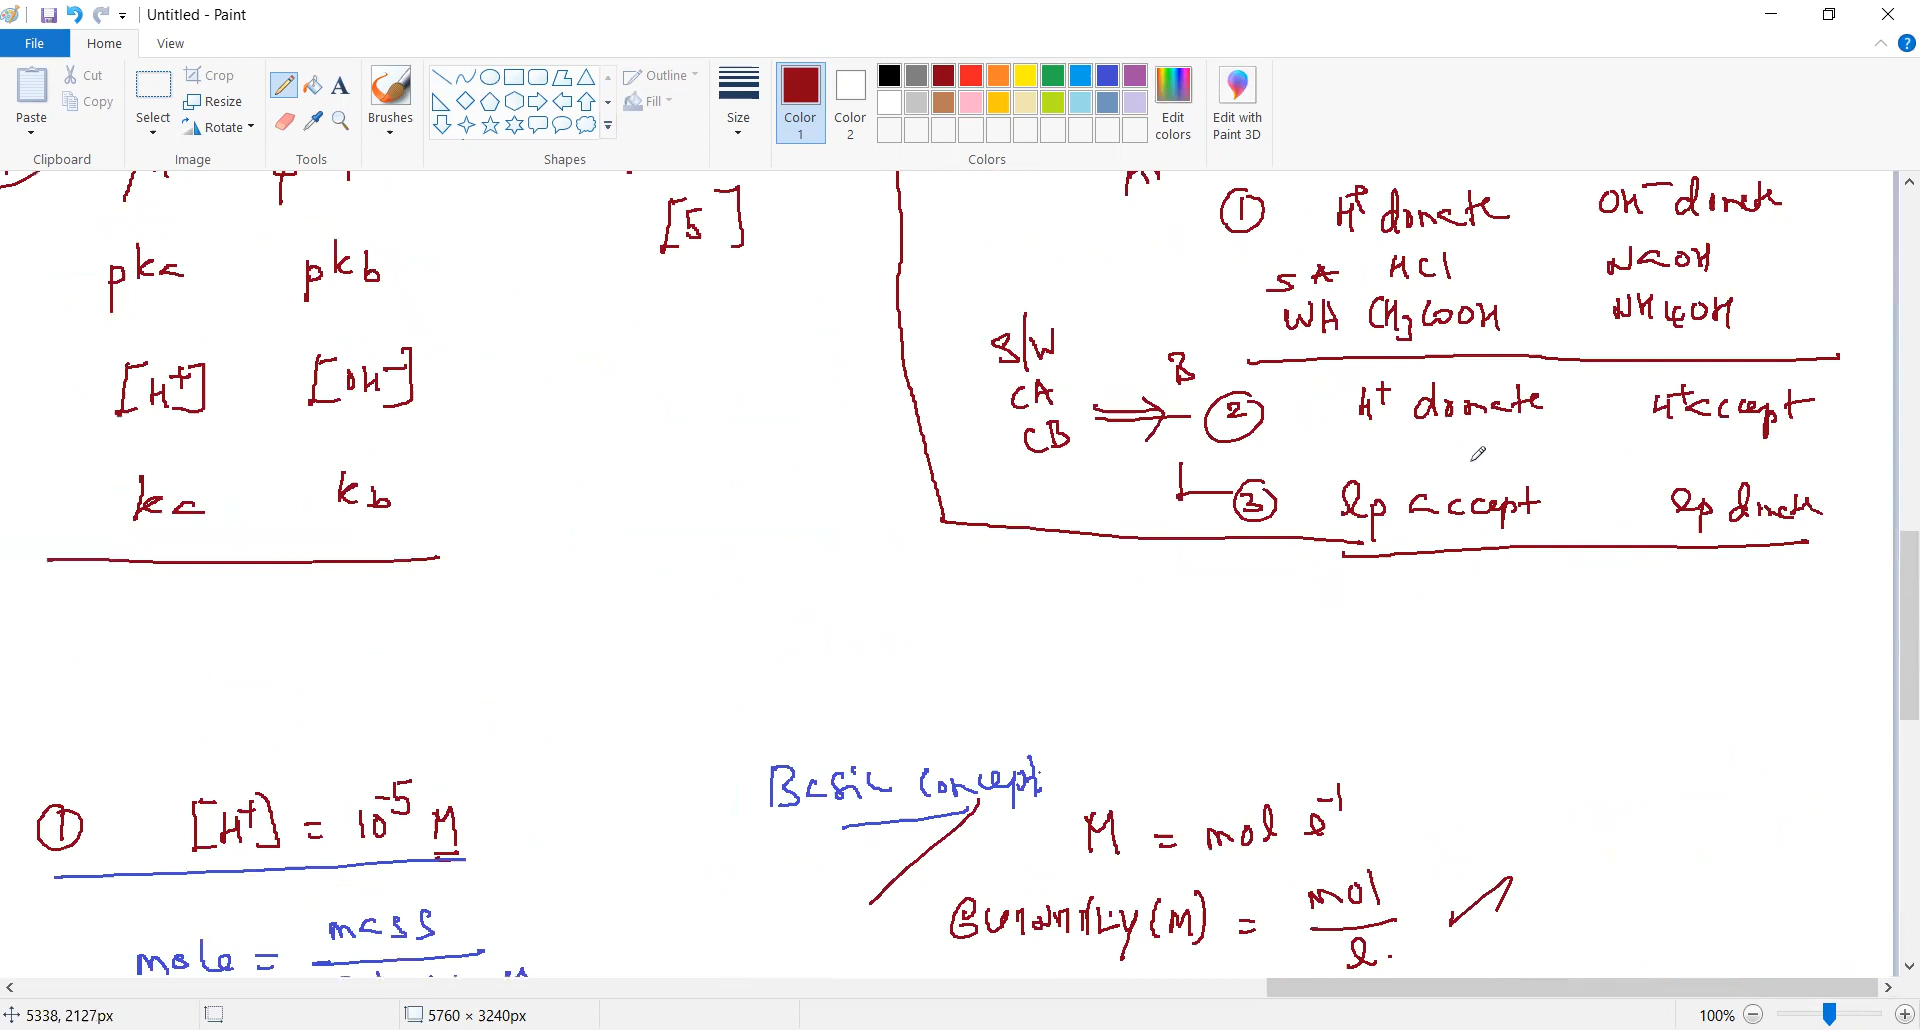 Untitled - Paint
File Home View
Cut
Copy
Paste
Clipboard
Crop
Resize
Rotate
Select
Image
Tools
Brushes
Outline
Fill
Shapes
Size
Color 1
Color 2
Edit colors
Colors
Edit with Paint 3D
[5]
pka pkb
[H+] [OH-]
ka kb
① H+ donate OH- donate
SA HCl NaOH
WA CH3COOH NH4OH
S/W
CA
CB
B
② H+ donate H+ accept
③ lp accept lp donate
Basic concept
① [H+] = 10^-5 M
M = mol l^-1
(M) = mol / l.
mole = mass
5338, 2127px
5760 × 3240px
100%